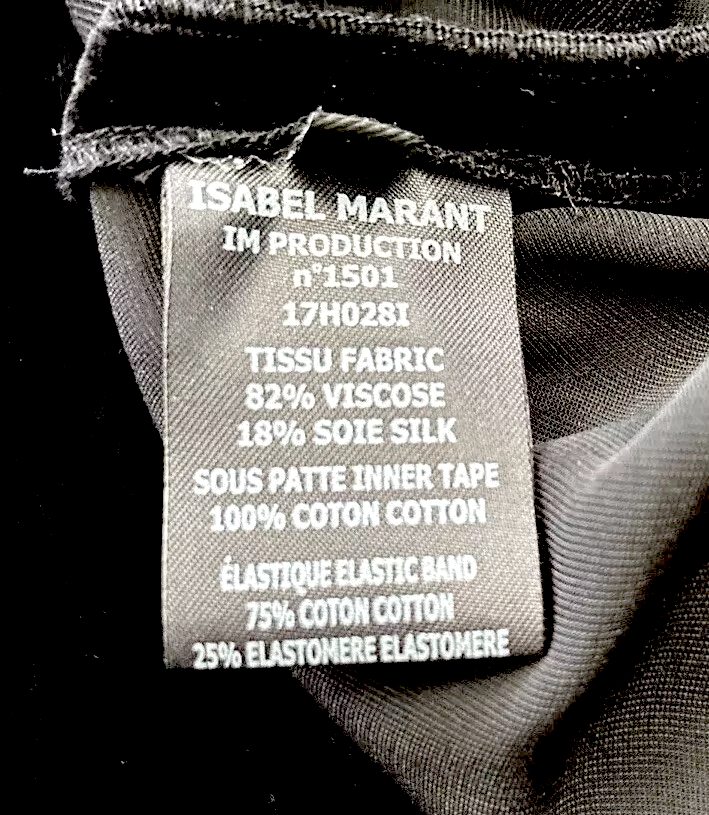 ISABEL MARANT
IM PRODUCTION
n°1501
17H028I
TISSU FABRIC
82% VISCOSE
18% SOIE SILK
SOUS PATTE INNER TAPE
100% COTON COTTON
ÉLASTIQUE ELASTIC BAND
75% COTON COTTON
25% ELASTOMERE ELASTOMERE